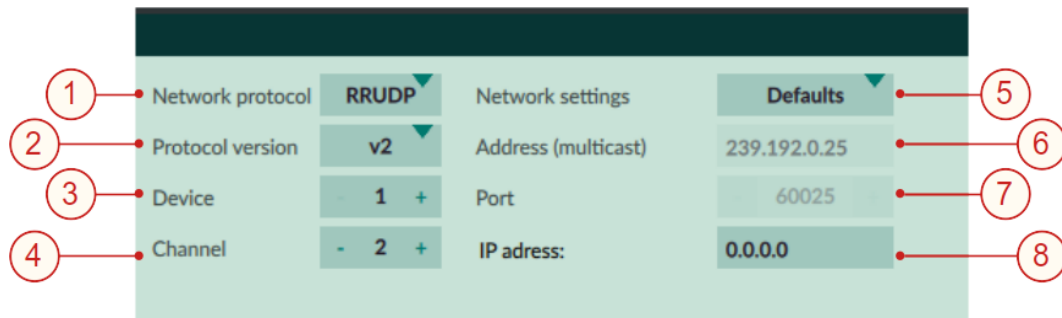 1 Network protocol RRUDP Network settings Defaults 5
2 Protocol version v2 Address (multicast) 239.192.0.25 6
3 Device - 1 + Port 60025 7
4 Channel - 2 + IP adress: 0.0.0.0 8